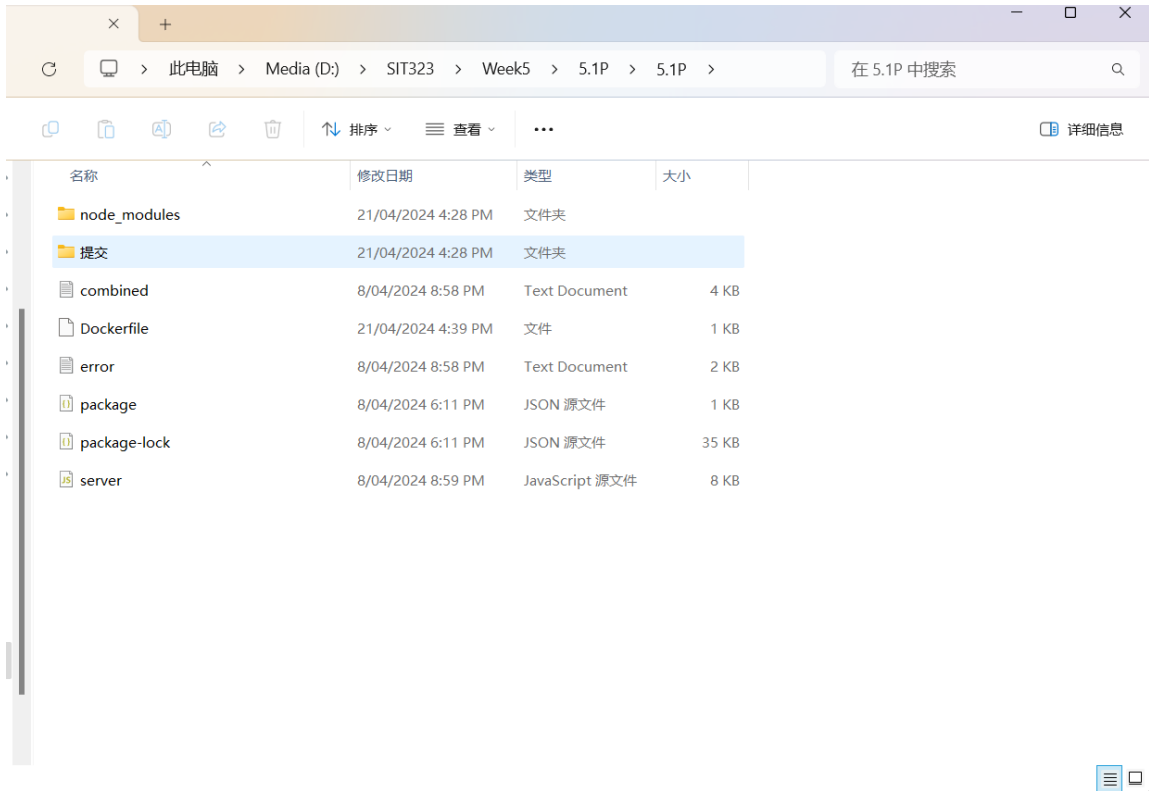 此电脑 > Media (D:) > SIT323 > Week5 > 5.1P > 5.1P >
在 5.1P 中搜索
排序 查看 ••• 详细信息
名称 修改日期 类型 大小
node_modules 21/04/2024 4:28 PM 文件夹
提交 21/04/2024 4:28 PM 文件夹
combined 8/04/2024 8:58 PM Text Document 4 KB
Dockerfile 21/04/2024 4:39 PM 文件 1 KB
error 8/04/2024 8:58 PM Text Document 2 KB
package 8/04/2024 6:11 PM JSON 源文件 1 KB
package-lock 8/04/2024 6:11 PM JSON 源文件 35 KB
server 8/04/2024 8:59 PM JavaScript 源文件 8 KB